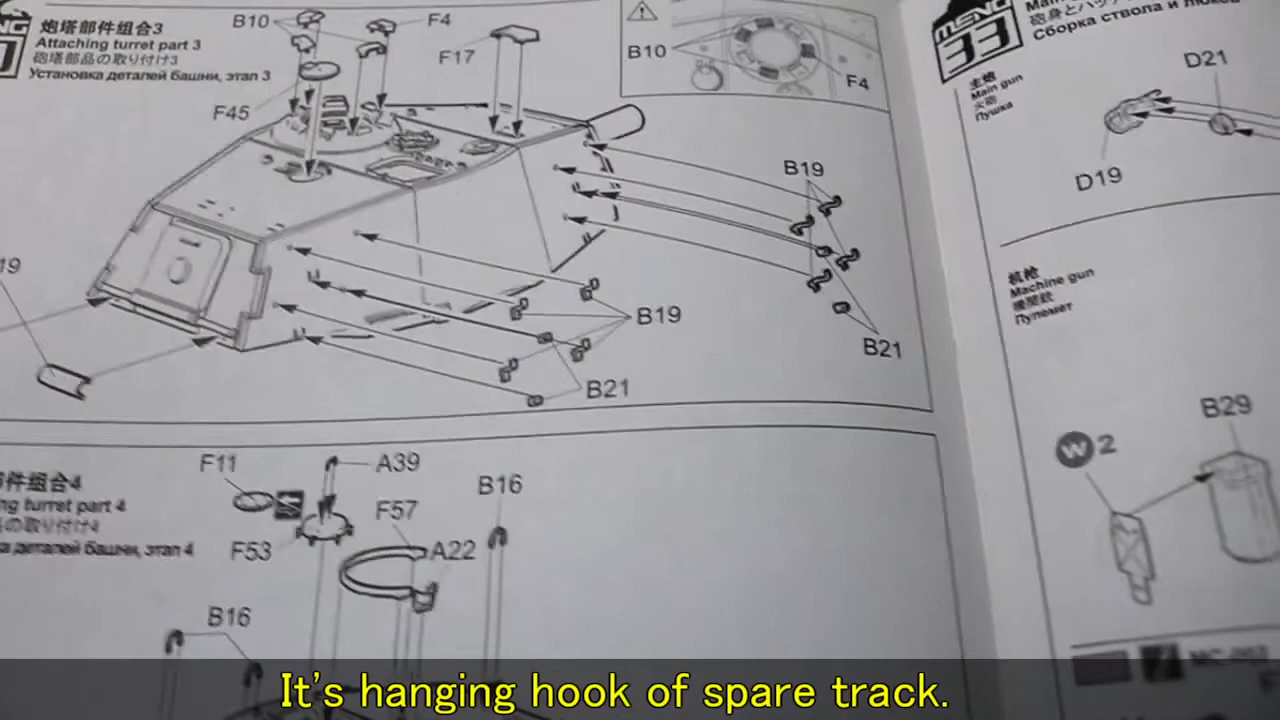 炮塔部件组合3
Attaching turret part 3
砲塔部品の取り付け3
Установка деталей башни, этап 3
B10
F4
F17
F45
B19
B21
B19
B21
19
B10
F4
MENG
33
Сборка ствола и люков
主炮
Main gun
火砲
Пушка
D21
D19
机枪
Machine gun
機関銃
Пулемет
B29
W 2
件组合4
ng turret part 4
の取り付け4
деталей башни, этап 4
F11
A39
F53
F57
A22
B16
B16
It's hanging hook of spare track.